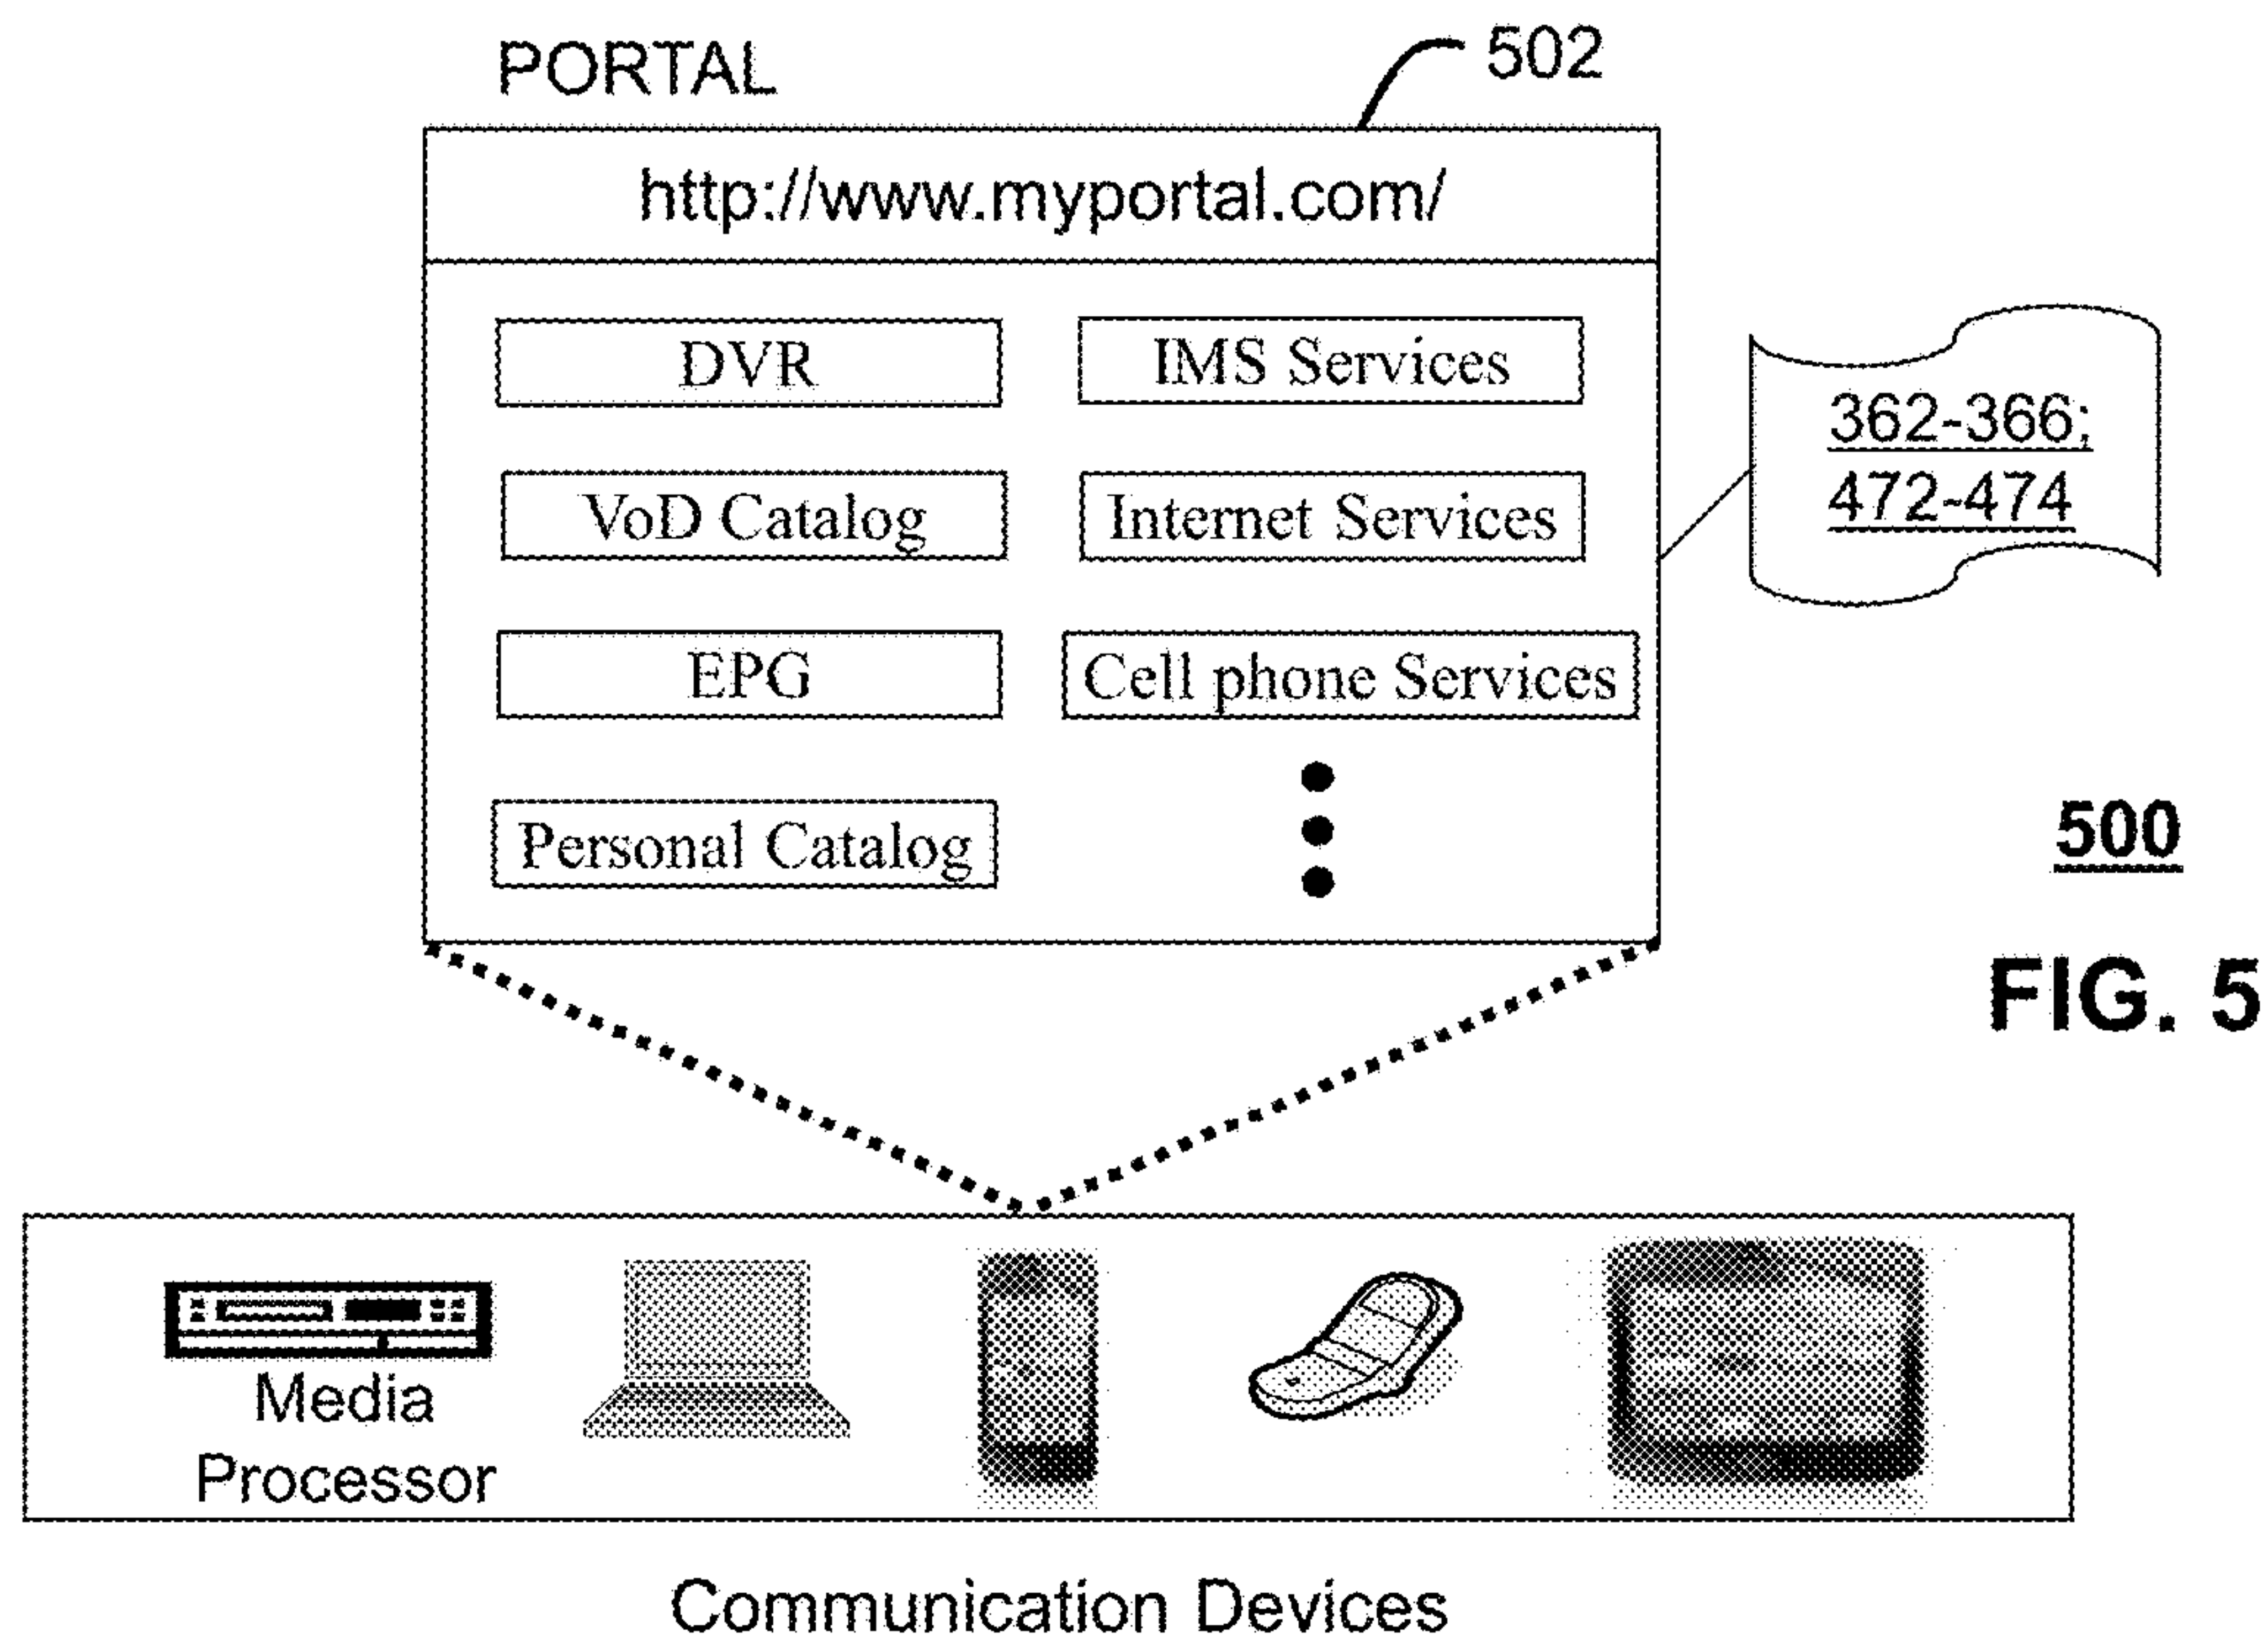 PORTAL
502
http://www.myportal.com/
DVR
IMS Services
VoD Catalog
Internet Services
EPG
Cell phone Services
Personal Catalog
362-366;
472-474
500
FIG. 5
Media
Processor
Communication Devices